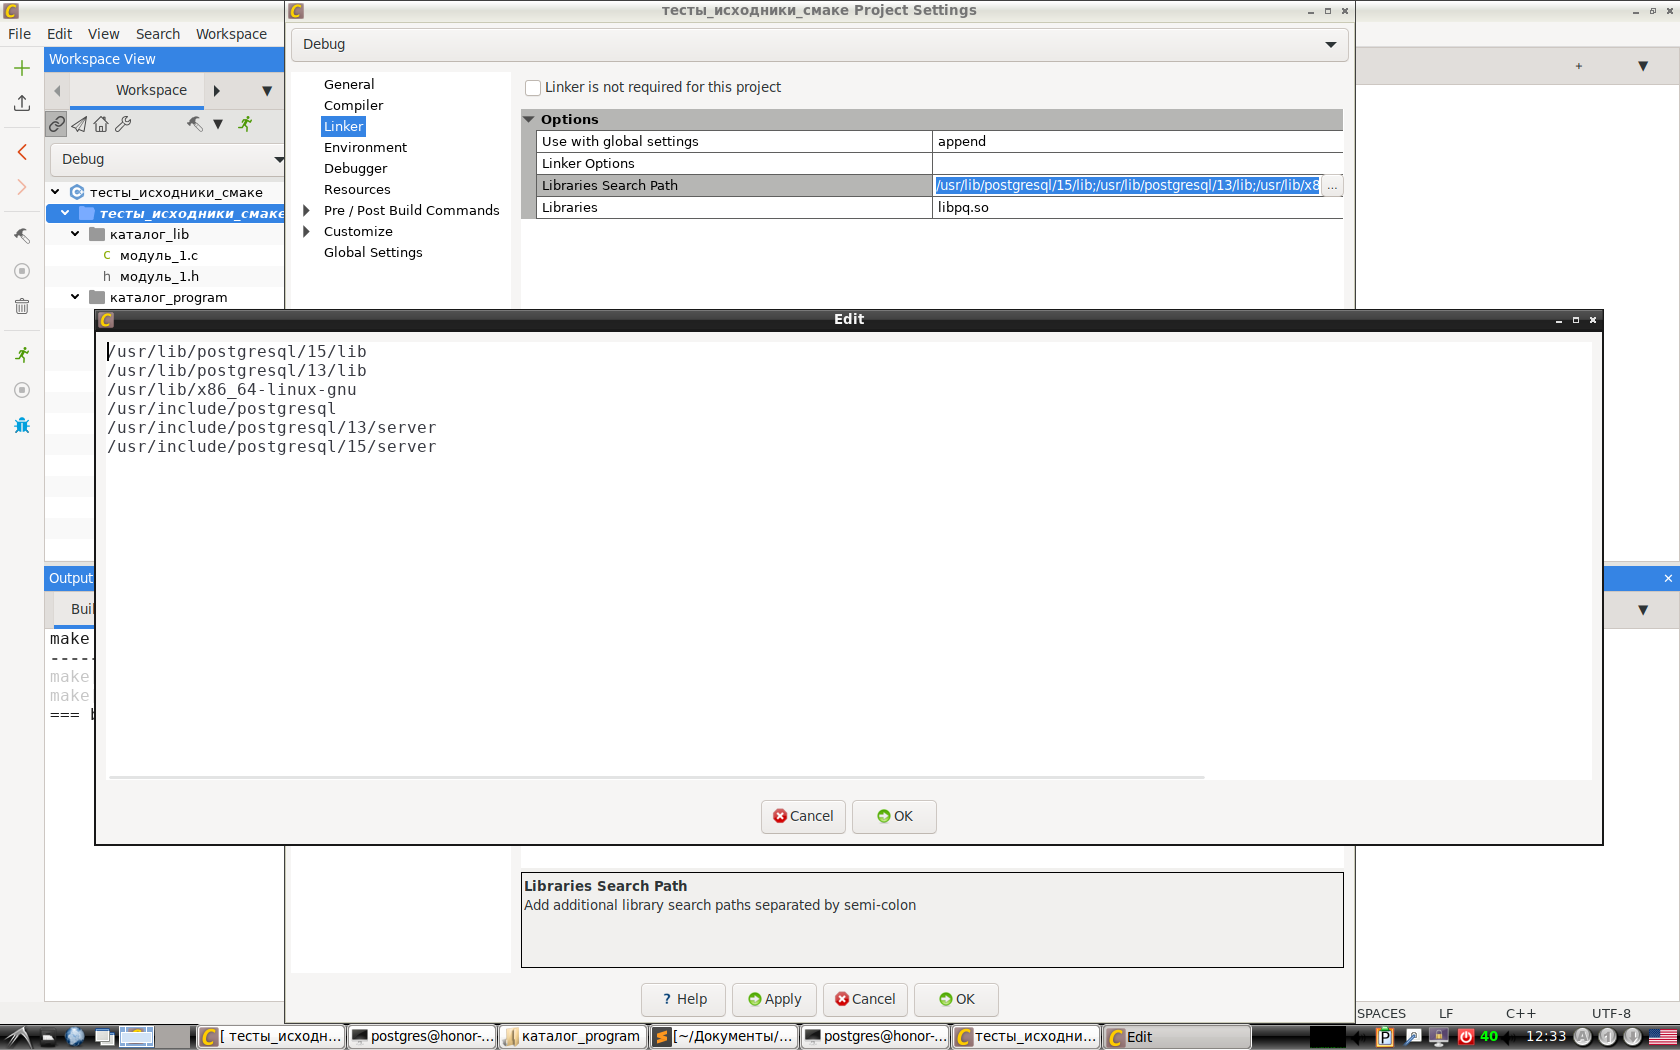 тесты_исходники_смаке Project Settings
File Edit View Search Workspace
Debug
Workspace View
Workspace
Debug
тесты_исходники_смаке
тесты_исходники_смаке
каталог_lib
c модуль_1.c
h модуль_1.h
каталог_program
General
Compiler
Linker
Environment
Debugger
Resources
Pre / Post Build Commands
Customize
Global Settings
Linker is not required for this project
Options
Use with global settings append
Linker Options
Libraries Search Path /usr/lib/postgresql/15/lib;/usr/lib/postgresql/13/lib;/usr/lib/x8 ...
Libraries libpq.so
Edit
/usr/lib/postgresql/15/lib
/usr/lib/postgresql/13/lib
/usr/lib/x86_64-linux-gnu
/usr/include/postgresql
/usr/include/postgresql/13/server
/usr/include/postgresql/15/server
Cancel OK
Output
Buil
make
-----
make
make
===
Libraries Search Path
Add additional library search paths separated by semi-colon
? Help Apply Cancel OK
SPACES LF C++ UTF-8
[ тесты_исходн... postgres@honor-... каталог_program [~/Документы/... postgres@honor-... тесты_исходни... Edit 40 12:33